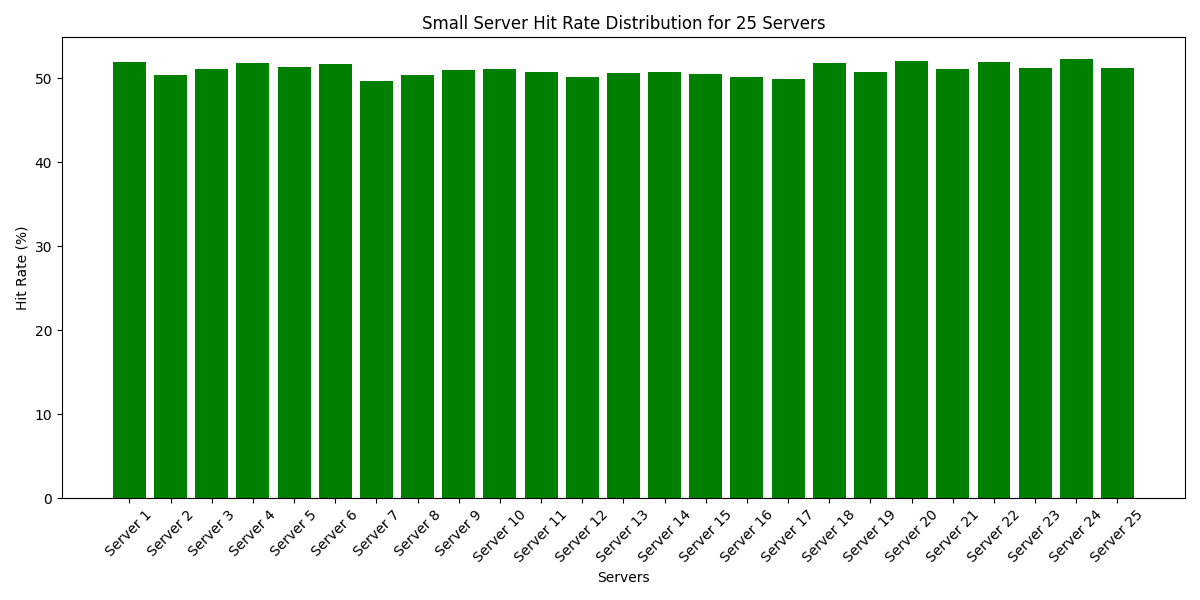 Small Server Hit Rate Distribution for 25 Servers
Hit Rate (%)
50
40
30
20
10
0
Server 1
Server 2
Server 3
Server 4
Server 5
Server 6
Server 7
Server 8
Server 9
Server 10
Server 11
Server 12
Server 13
Server 14
Server 15
Server 16
Server 17
Server 18
Server 19
Server 20
Server 21
Server 22
Server 23
Server 24
Server 25
Servers